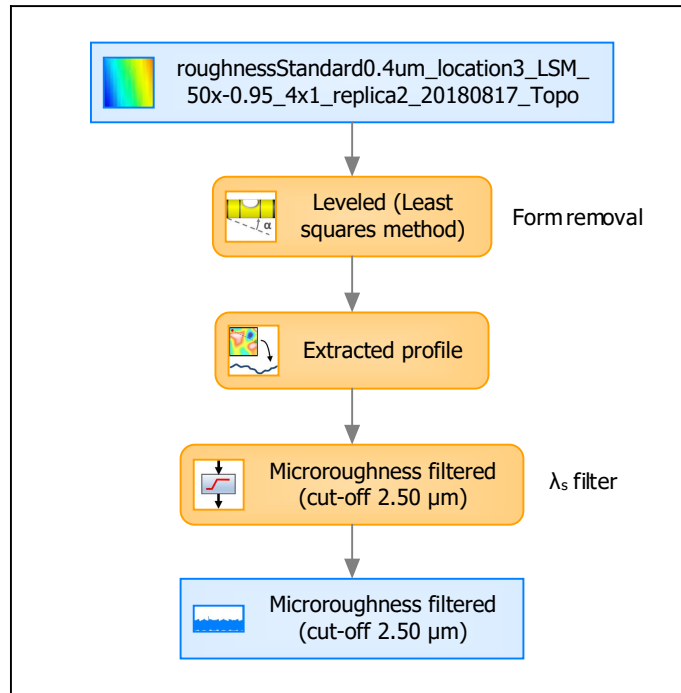 roughnessStandard0.4um_location3_LSM_
50x-0.95_4x1_replica2_20180817_Topo
Leveled (Least
squares method)
Form removal
α
Extracted profile
Microroughness filtered
(cut-off 2.50 µm)
λₛ filter
Microroughness filtered
(cut-off 2.50 µm)